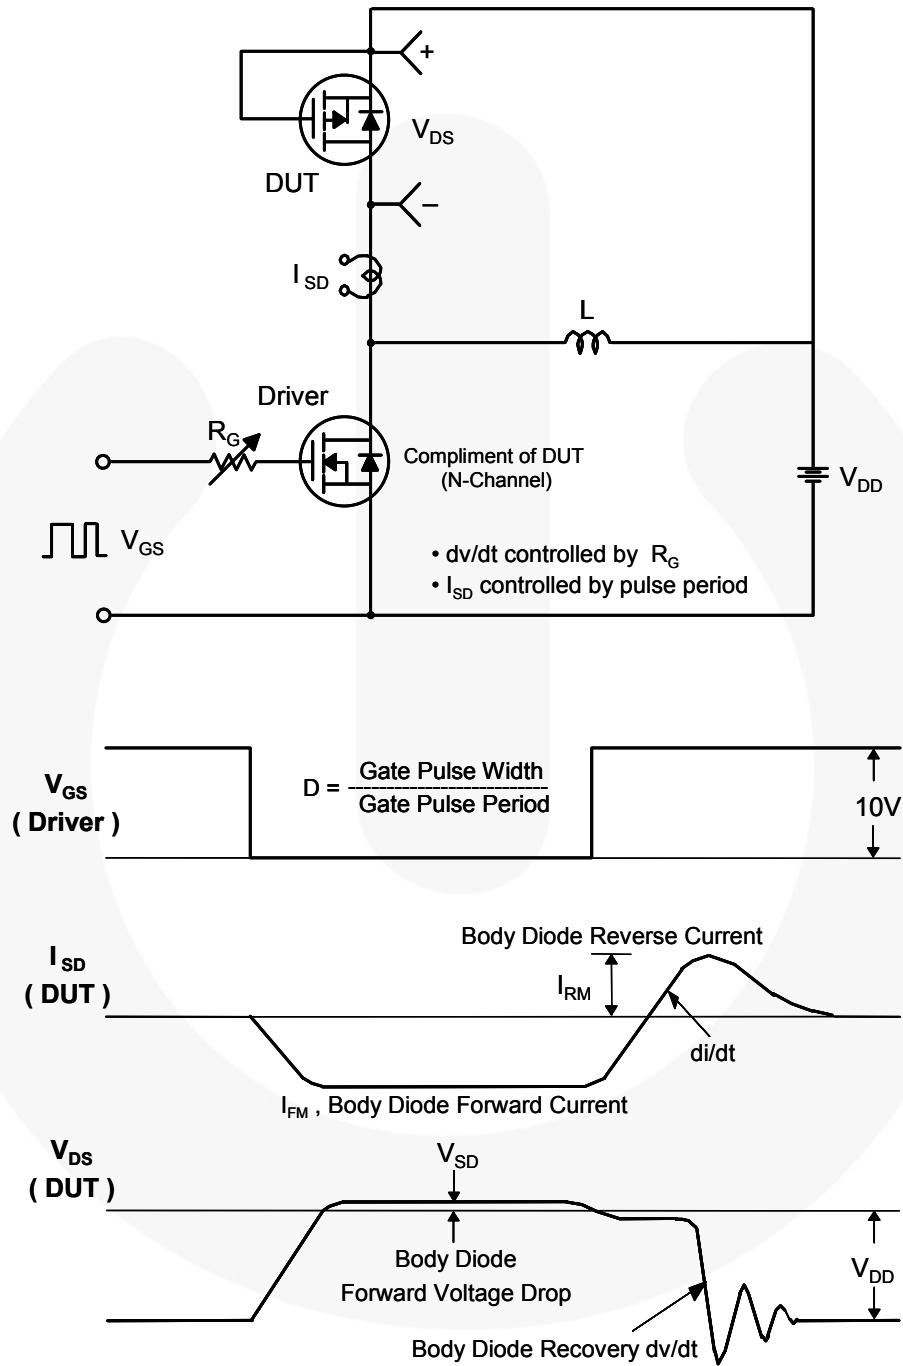 +
V_DS
DUT
–
I_SD
L
Driver
R_G
Compliment of DUT
(N-Channel)
V_DD
V_GS
• dv/dt controlled by R_G
• I_SD controlled by pulse period
V_GS
( Driver )
D = Gate Pulse Width
Gate Pulse Period
10V
I_SD
( DUT )
Body Diode Reverse Current
I_RM
di/dt
I_FM , Body Diode Forward Current
V_DS
( DUT )
V_SD
Body Diode
Forward Voltage Drop
V_DD
Body Diode Recovery dv/dt